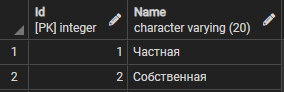 Id Name
[PK] integer character varying (20)
1 1 Частная
2 2 Собственная